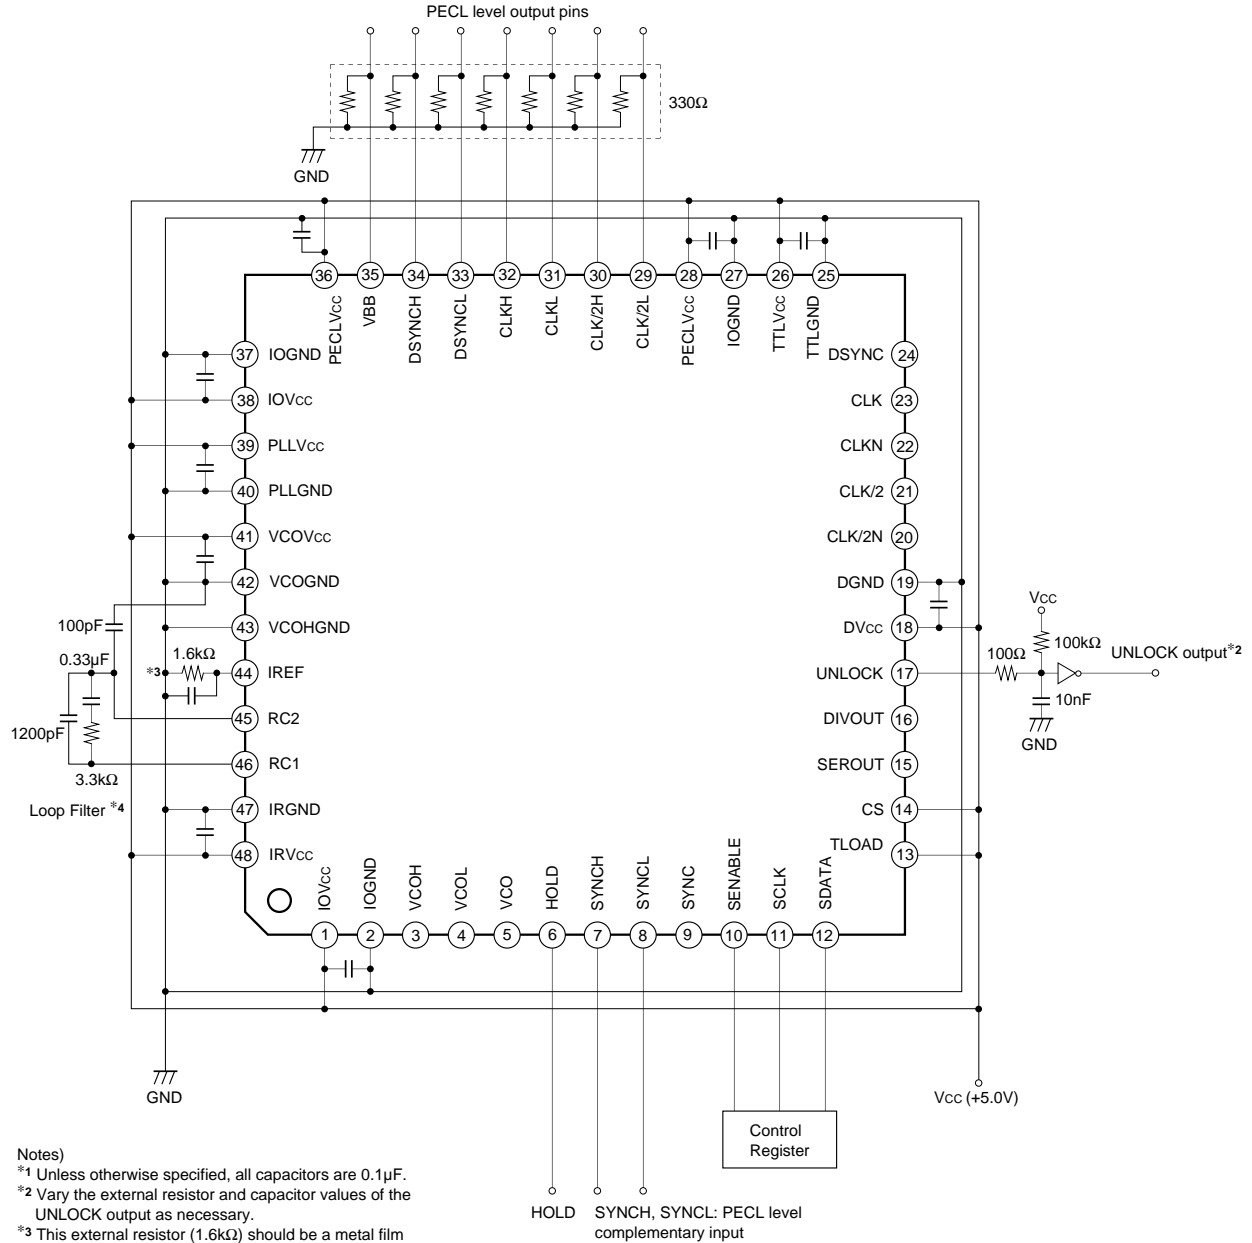 PECL level output pins
330Ω
GND
36 35 34 33 32 31 30 29 28 27 26 25
PECLVCC
VBB
DSYNCH
DSYNCL
CLKH
CLKL
CLK/2H
CLK/2L
PECLVCC
IOGND
TTLVCC
TTLGND
37 IOGND
38 IOVCC
39 PLLVCC
40 PLLGND
41 VCOVCC
42 VCOGND
43 VCOHGND
44 IREF
45 RC2
46 RC1
47 IRGND
48 IRVCC
100pF
0.33µF
*3
1.6kΩ
1200pF
3.3kΩ
Loop Filter *4
DSYNC 24
CLK 23
CLKN 22
CLK/2 21
CLK/2N 20
DGND 19
DVCC 18
UNLOCK 17
DIVOUT 16
SEROUT 15
CS 14
TLOAD 13
VCC
100kΩ
100Ω
UNLOCK output*2
10nF
GND
IOVCC
IOGND
VCOH
VCOL
VCO
HOLD
SYNCH
SYNCL
SYNC
SENABLE
SCLK
SDATA
1 2 3 4 5 6 7 8 9 10 11 12
GND
VCC (+5.0V)
Control
Register
HOLD
SYNCH, SYNCL: PECL level
complementary input
Notes)
*1 Unless otherwise specified, all capacitors are 0.1µF.
*2 Vary the external resistor and capacitor values of the
UNLOCK output as necessary.
*3 This external resistor (1.6kΩ) should be a metal film